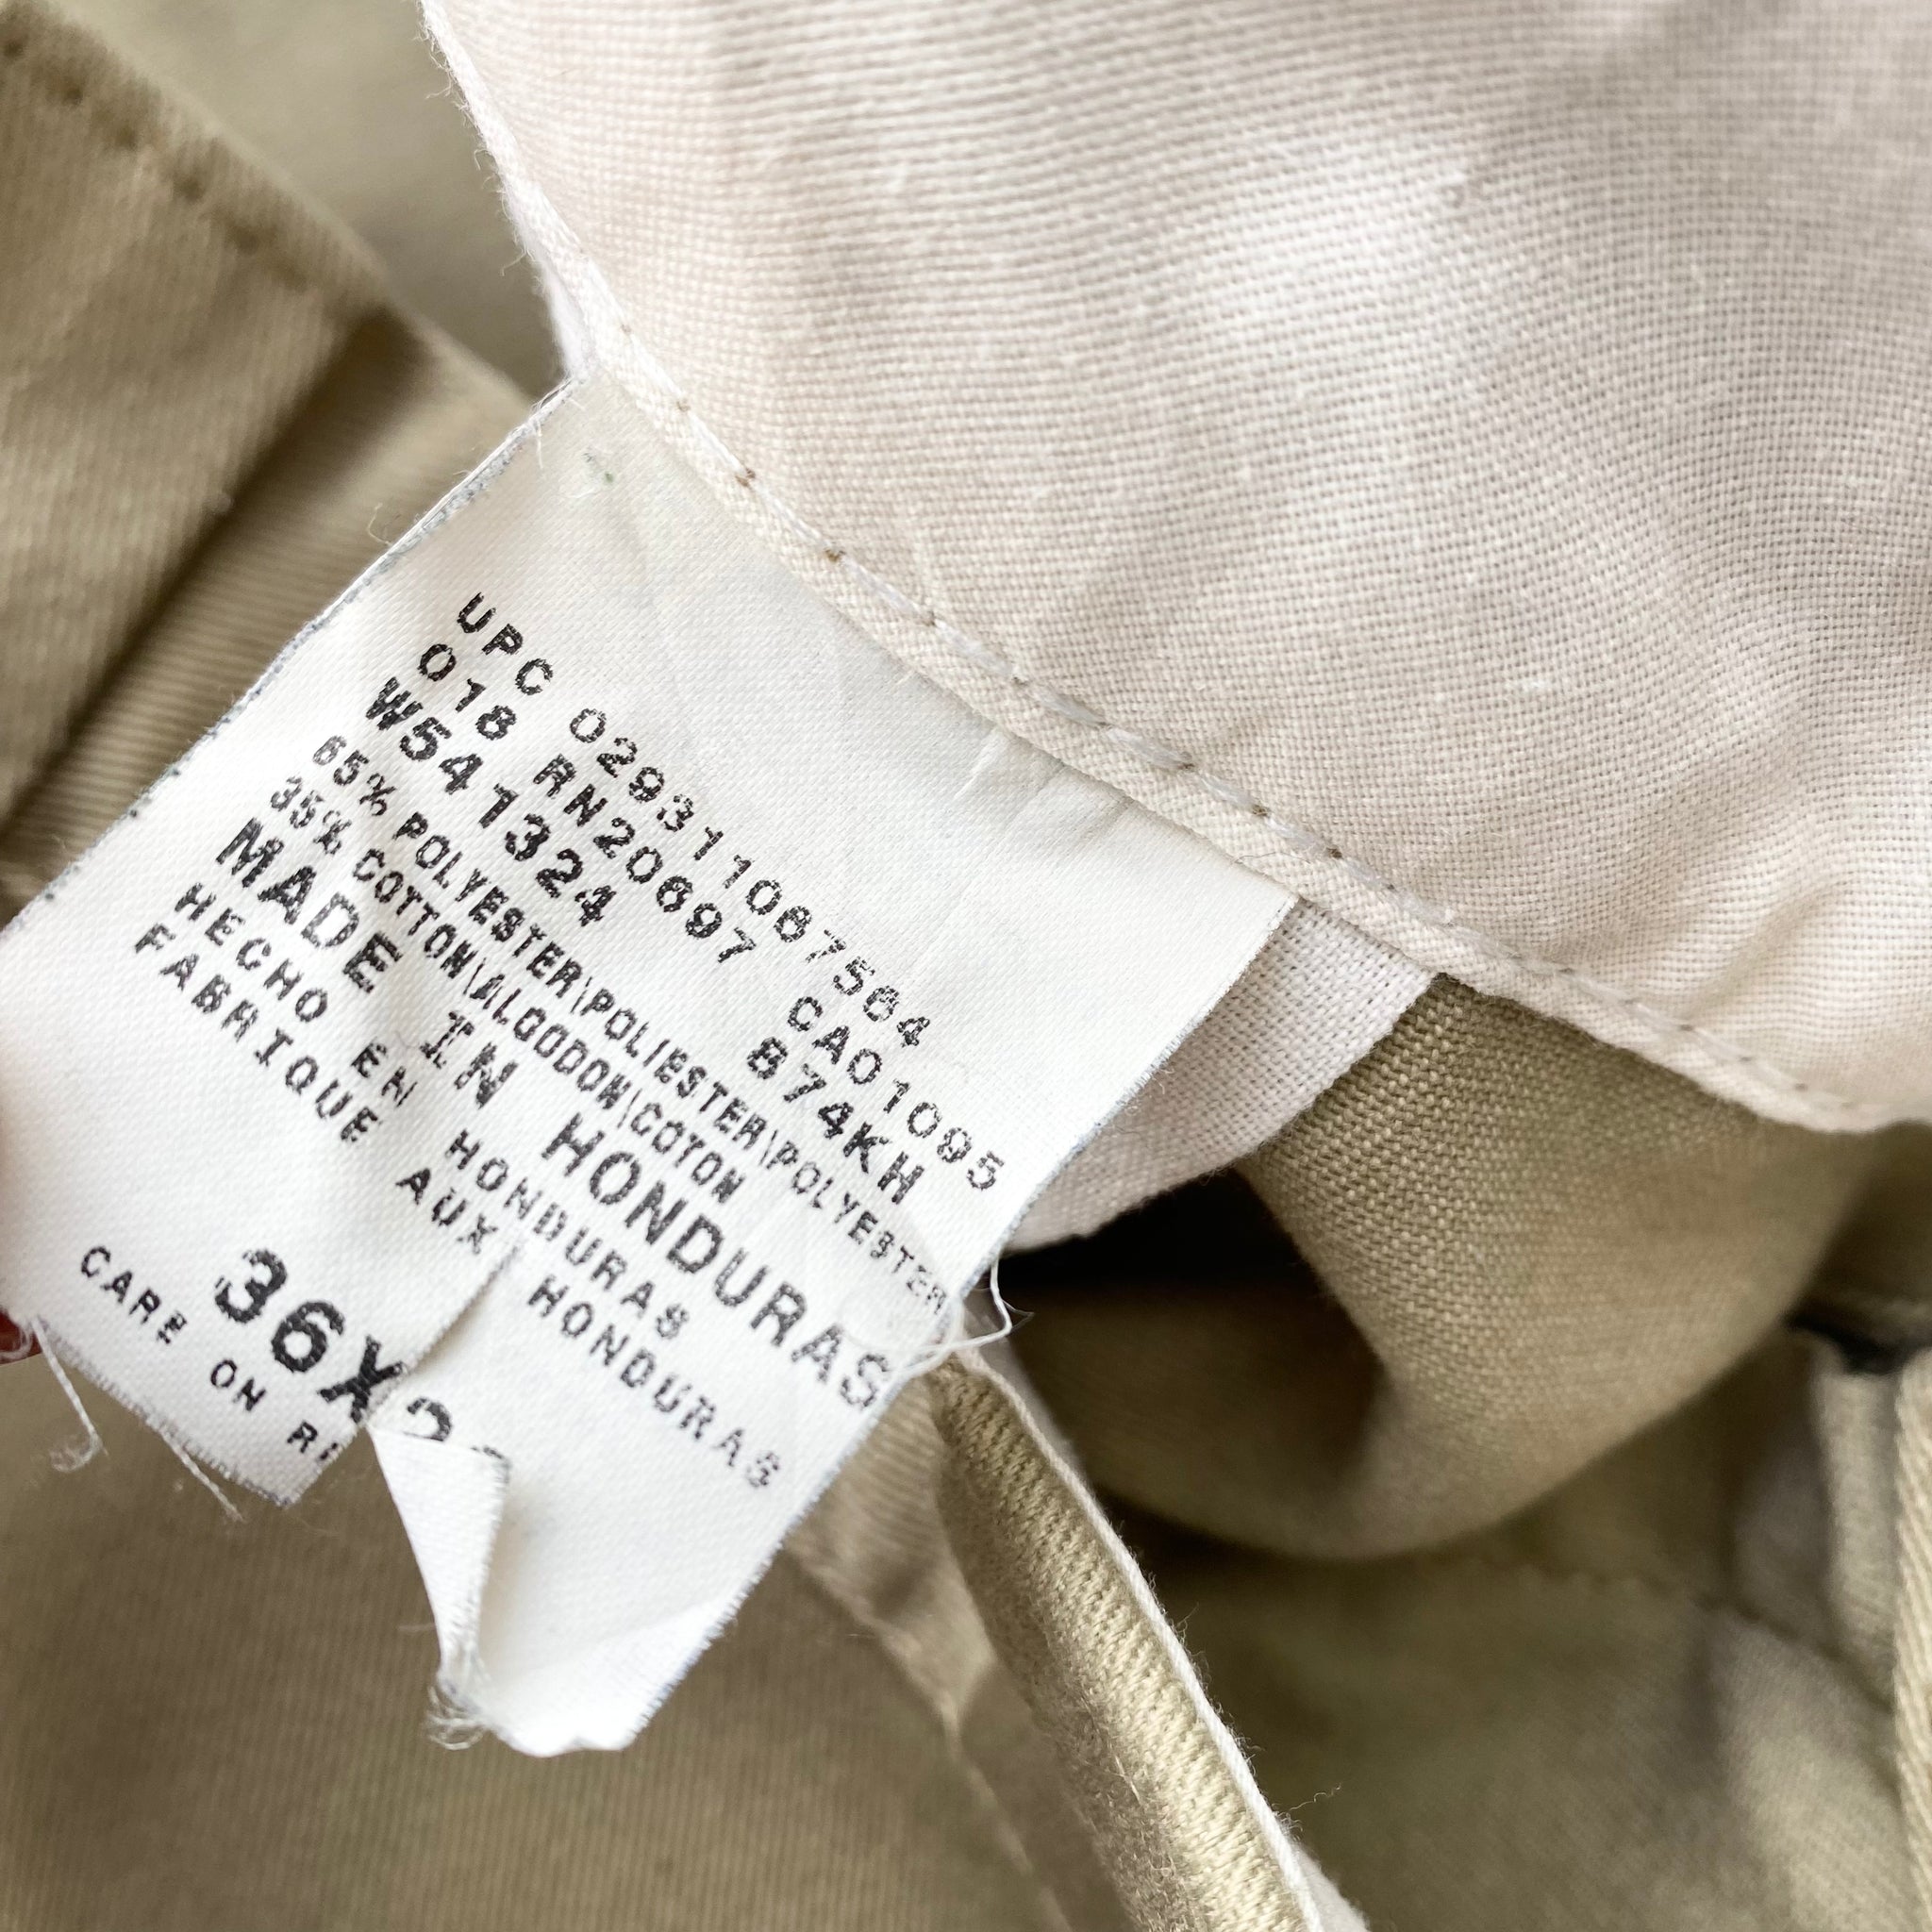 UPC 029311067564
018 RN20697 CA01095
W541324 874KH
65% POLYESTER\POLIESTER\POLYESTER
35% COTTON\ALGODON\COTON
MADE IN HONDURAS
HECHO EN HONDURAS
FABRIQUE AUX HONDURAS
36X
CARE ON